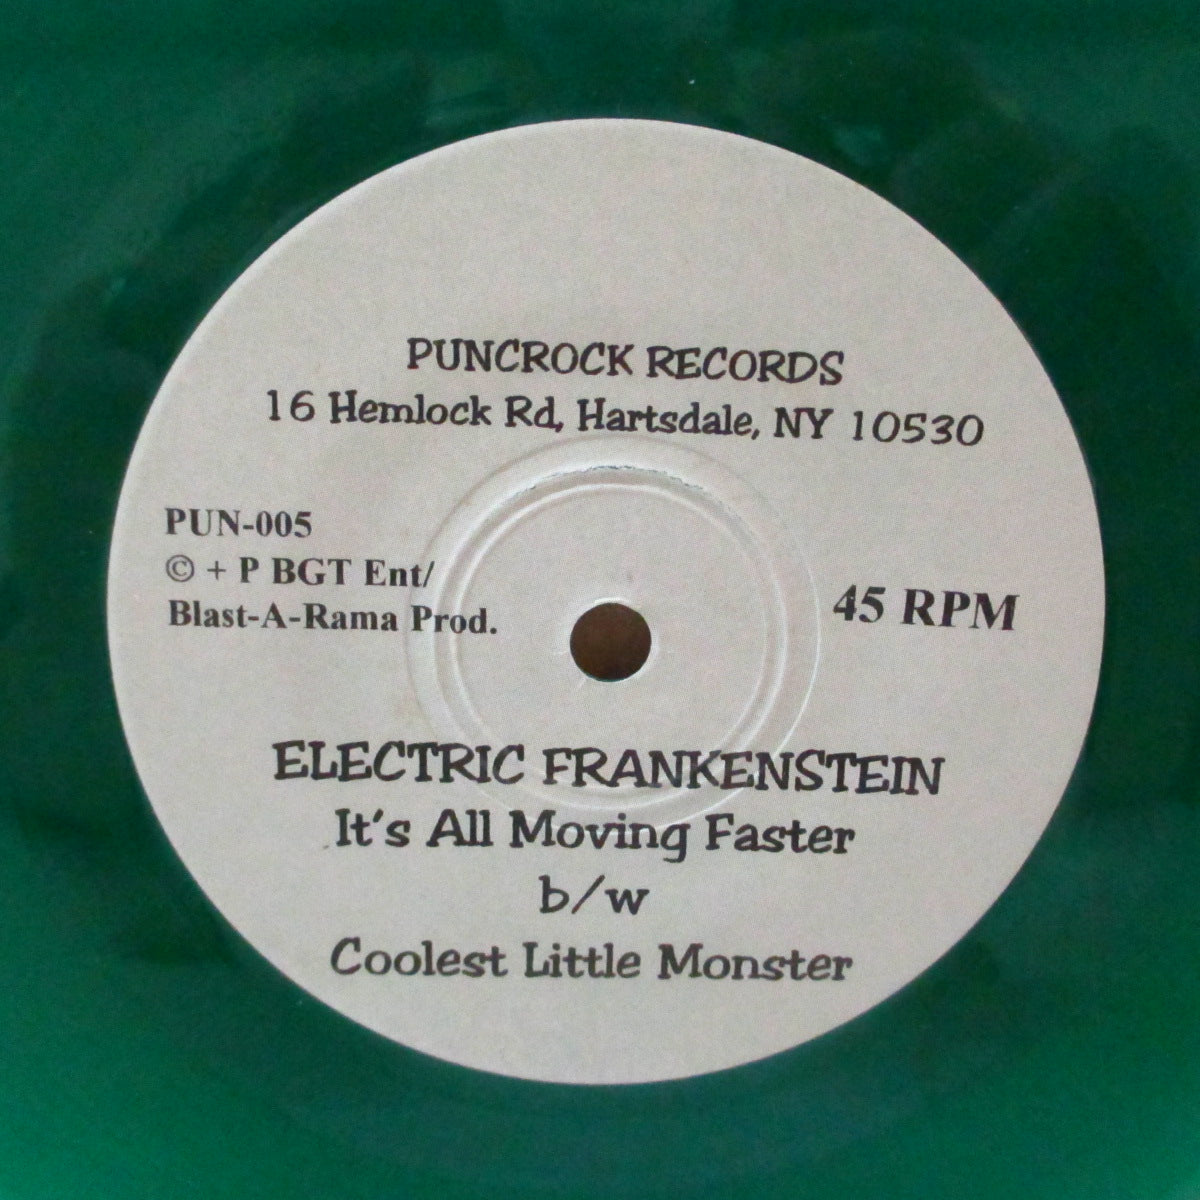 PUNCROCK RECORDS
16 Hemlock Rd, Hartsdale, NY 10530
PUN-005
© + P BGT Ent/
Blast-A-Rama Prod.
45 RPM
ELECTRIC FRANKENSTEIN
It's All Moving Faster
b/w
Coolest Little Monster